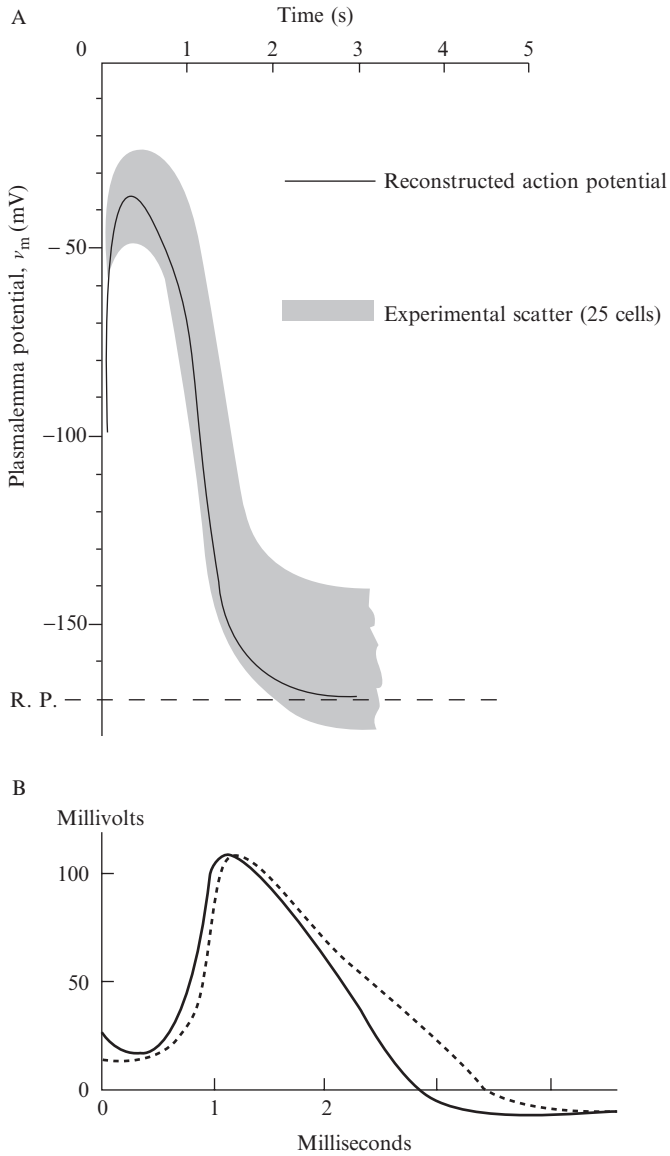 A
Time (s)
0 1 2 3 4 5
Plasmalemma potential, νm (mV)
– 50
–100
–150
R. P.
Reconstructed action potential
Experimental scatter (25 cells)
B
Millivolts
100
50
0
0 1 2
Milliseconds